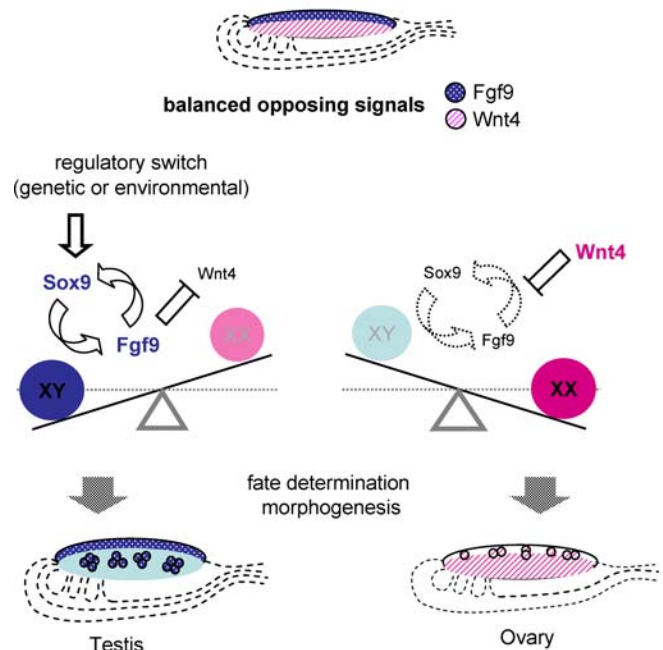 balanced opposing signals
Fgf9
Wnt4
regulatory switch
(genetic or environmental)
Sox9
Fgf9
Wnt4
XY
XX
Wnt4
Sox9
Fgf9
XY
XX
fate determination
morphogenesis
Testis
Ovary